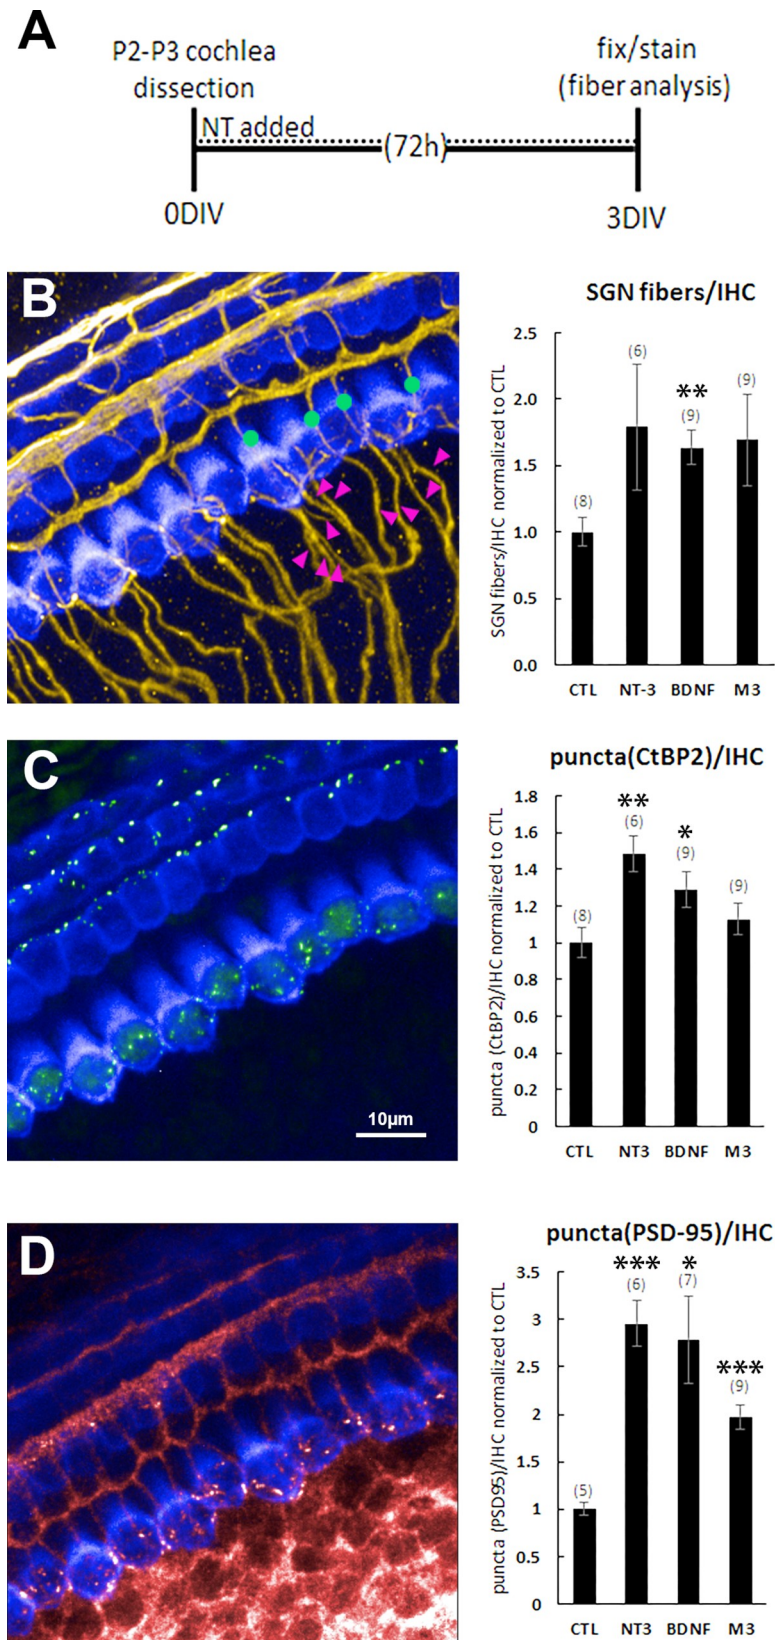 A
P2-P3 cochlea
dissection
fix/stain
(fiber analysis)
NT added
(72h)
0DIV
3DIV
B
SGN fibers/IHC
SGN fibers/IHC normalized to CTL
2.5
2.0
1.5
1.0
0.5
0.0
(8)
(6)
**
(9)
(9)
CTL
NT-3
BDNF
M3
C
10µm
puncta(CtBP2)/IHC
puncta (CtBP2)/IHC normalized to CTL
1.8
1.6
1.4
1.2
1
0.8
0.6
0.4
0.2
0
(8)
**
(6)
*
(9)
(9)
CTL
NT3
BDNF
M3
D
puncta(PSD-95)/IHC
puncta (PSD95)/IHC normalized to CTL
3.5
3
2.5
2
1.5
1
0.5
0
(5)
***
(6)
*
(7)
***
(9)
CTL
NT3
BDNF
M3